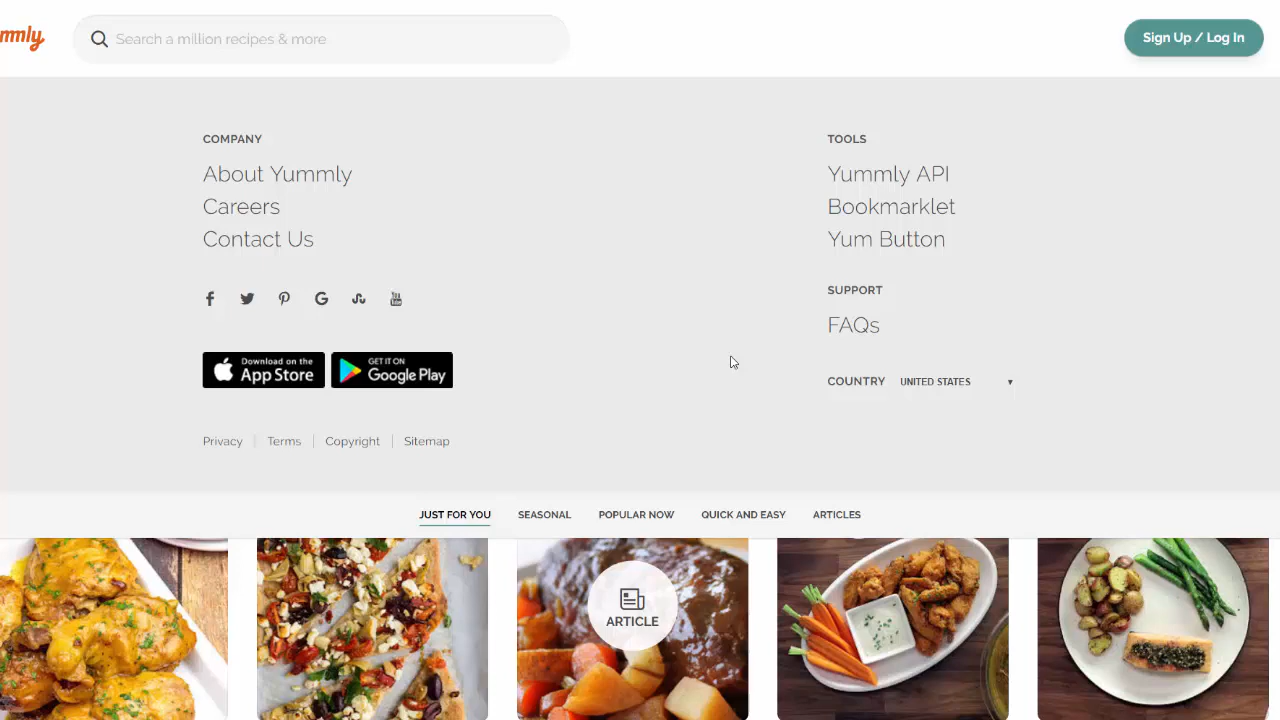 mmly
Search a million recipes & more
Sign Up / Log In
COMPANY
About Yummly
Careers
Contact Us
Download on the
App Store
GET IT ON
Google Play
Privacy
Terms
Copyright
Sitemap
TOOLS
Yummly API
Bookmarklet
Yum Button
SUPPORT
FAQs
COUNTRY UNITED STATES
JUST FOR YOU
SEASONAL
POPULAR NOW
QUICK AND EASY
ARTICLES
ARTICLE